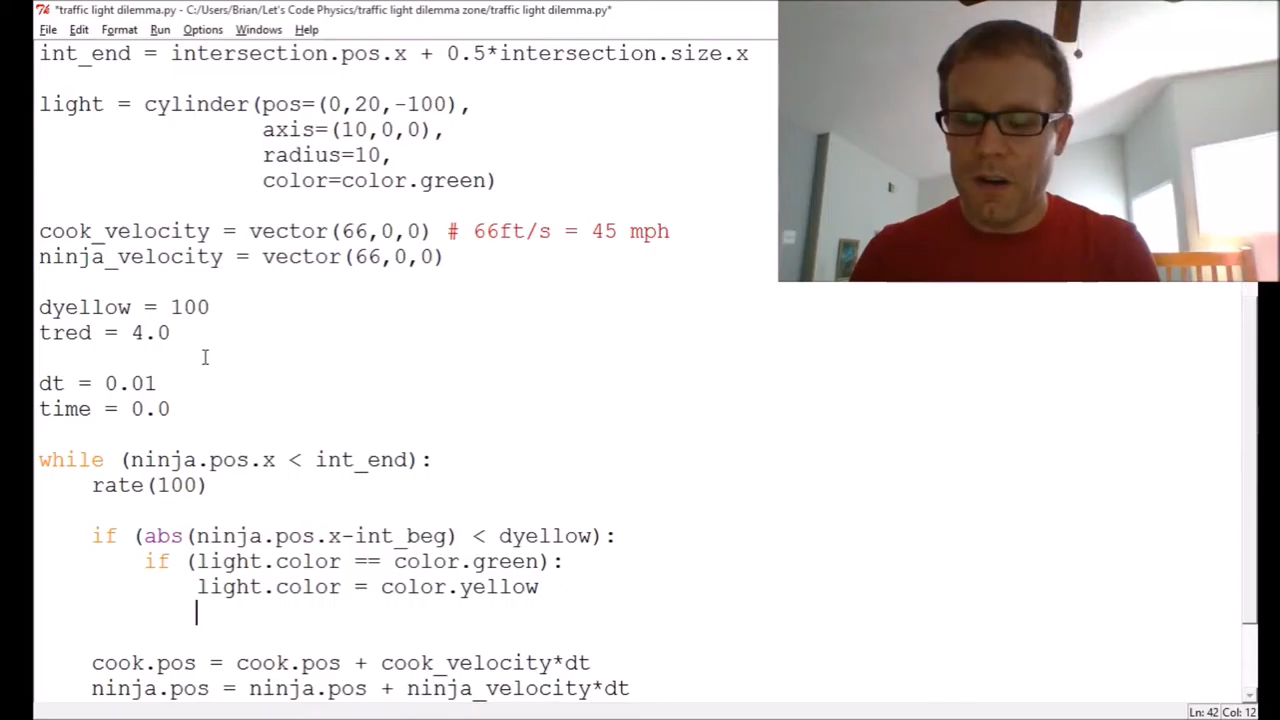 *traffic light dilemma.py - C:/Users/Brian/Let's Code Physics/traffic light dilemma zone/traffic light dilemma.py*
File Edit Format Run Options Windows Help
int_end = intersection.pos.x + 0.5*intersection.size.x
light = cylinder(pos=(0,20,-100),
axis=(10,0,0),
radius=10,
color=color.green)
cook_velocity = vector(66,0,0) # 66ft/s = 45 mph
ninja_velocity = vector(66,0,0)
dyellow = 100
tred = 4.0
dt = 0.01
time = 0.0
while (ninja.pos.x < int_end):
rate(100)
if (abs(ninja.pos.x-int_beg) < dyellow):
if (light.color == color.green):
light.color = color.yellow
cook.pos = cook.pos + cook_velocity*dt
ninja.pos = ninja.pos + ninja_velocity*dt
Ln: 42 Col: 12